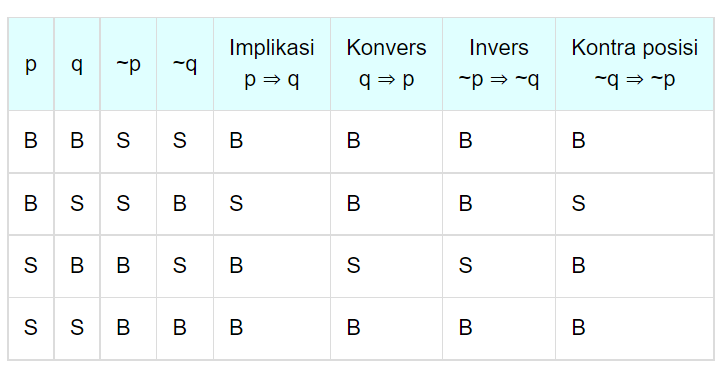 p q ~p ~q Implikasi Konvers Invers Kontra posisi
p ⇒ q q ⇒ p ~p ⇒ ~q ~q ⇒ ~p
B B S S B B B B
B S S B S B B S
S B B S B S S B
S S B B B B B B